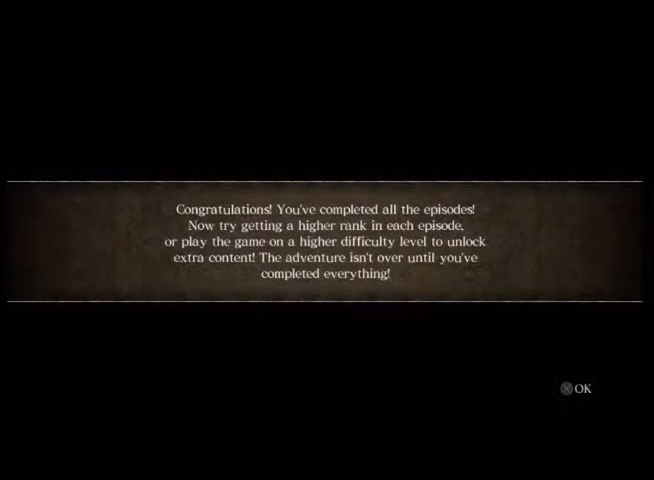 Congratulations! You've completed all the episodes!
Now try getting a higher rank in each episode,
or play the game on a higher difficulty level to unlock
extra content! The adventure isn't over until you've
completed everything!
OK